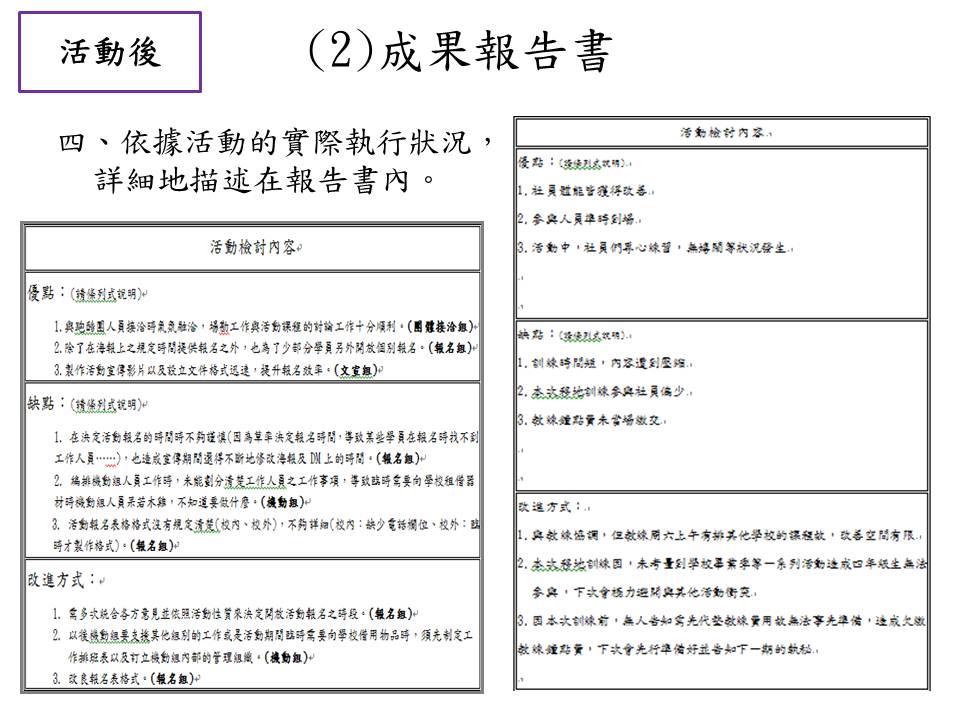 活動後
(2)成果報告書
四、依據活動的實際執行狀況，
詳細地描述在報告書內。
活動檢討內容
優點：(請條列式說明)
1.與跑時團人員接洽時氣氛融洽，場勘工作與活動課程的討論工作十分順利。(團體接洽組)
2.除了在海報上之規定時間提供報名之外，也為了少部分學員另外開放個別報名。(報名組)
3.製作活動宣傳影片以及設立文件格式迅速，提升報名效率。(文宣組)
缺點：(請條列式說明)
1. 在決定活動報名的時間時不夠謹慎(因為草率決定報名時間，導致某些學員在報名時找不到
工作人員……)，也造成宣傳期間還得不斷地修改海報及DM上的時間。(報名組)
2. 編排機動組人員工作時，未能劃分清楚工作人員之工作事項，導致臨時需要向學校租借器
材時機動組人員呆若木雞，不知道要做什麼。(機動組)
3. 活動報名表格格式沒有規定清楚(校內、校外)，不夠詳細(校內：缺少電話欄位、校外：臨
時才製作格式)。(報名組)
改進方式：
1. 需多次統合各方意見並依照活動性質來決定開放活動報名之時段。(報名組)
2. 以後機動組要支援其他組別的工作或是活動期間臨時需要向學校借用物品時，須先制定工
作排班表以及訂立機動組內部的管理組織。(機動組)
3. 改良報名表格式。(報名組)
活動檢討內容
優點：(請條列式說明)
1.社員體能皆獲得改善
2.參與人員準時到場
3.活動中，社員們專心練習，無嬉鬧等狀況發生
缺點：(請條列式說明)
1.訓練時間短，內容遭到壓縮
2.本次移地訓練參與社員偏少
3.教練鐘點費未當場繳交
改進方式：
1.與教練協調，但教練周六上午有排其他學校的課程故，改善空間有限
2.本次移地訓練因，未考量到學校畢業季等一系列活動造成四年級生無法
參與，下次會極力避開與其他活動衝突
3.因本次訓練前，無人告知需先代墊教練費用故無法事先準備，造成欠繳
教練鐘點費，下次會先行準備好並告知下一期的執秘